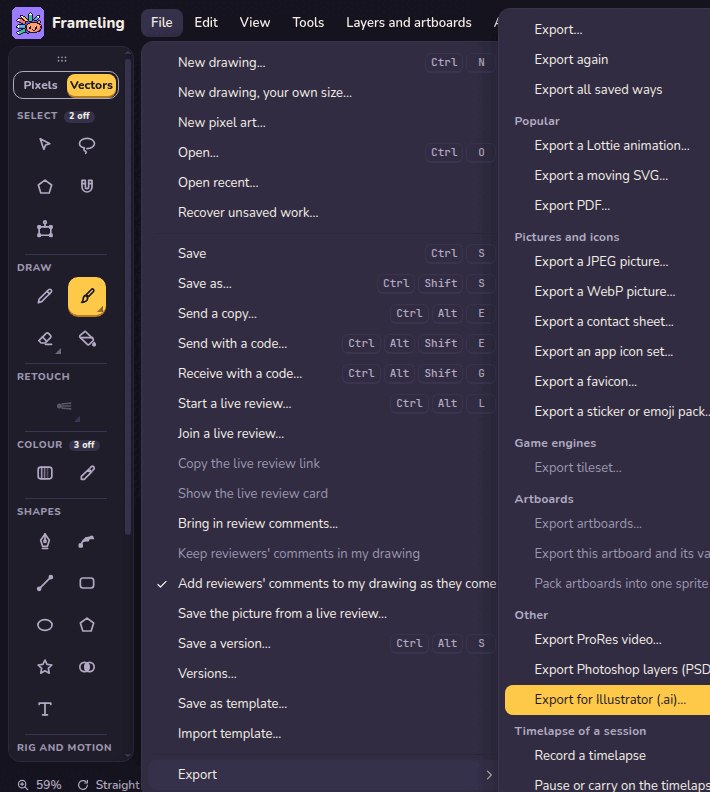 Frameling
File Edit View Tools Layers and artboards
Pixels Vectors
SELECT 2 off
DRAW
RETOUCH
COLOUR 3 off
SHAPES
RIG AND MOTION
59% Straight
New drawing... Ctrl N
New drawing, your own size...
New pixel art...
Open... Ctrl O
Open recent...
Recover unsaved work...
Save Ctrl S
Save as... Ctrl Shift S
Send a copy... Ctrl Alt E
Send with a code... Ctrl Alt Shift E
Receive with a code... Ctrl Alt Shift G
Start a live review... Ctrl Alt L
Join a live review...
Copy the live review link
Show the live review card
Bring in review comments...
Keep reviewers' comments in my drawing
Add reviewers' comments to my drawing as they come
Save the picture from a live review...
Save a version... Ctrl Alt S
Versions...
Save as template...
Import template...
Export
Export...
Export again
Export all saved ways
Popular
Export a Lottie animation...
Export a moving SVG...
Export PDF...
Pictures and icons
Export a JPEG picture...
Export a WebP picture...
Export a contact sheet...
Export an app icon set...
Export a favicon...
Export a sticker or emoji pack...
Game engines
Export tileset...
Artboards
Export artboards...
Export this artboard and its va
Pack artboards into one sprite
Other
Export ProRes video...
Export Photoshop layers (PSD
Export for Illustrator (.ai)...
Timelapse of a session
Record a timelapse
Pause or carry on the timelaps